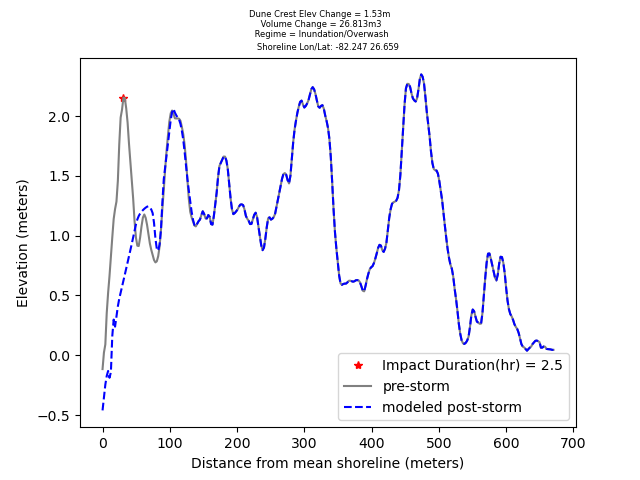 Dune Crest Elev Change = 1.53m
Volume Change = 26.813m3
Regime = Inundation/Overwash
Shoreline Lon/Lat: -82.247 26.659
2.0
1.5
1.0
0.5
0.0
−0.5
Elevation (meters)
Impact Duration(hr) = 2.5
pre-storm
modeled post-storm
0 100 200 300 400 500 600 700
Distance from mean shoreline (meters)